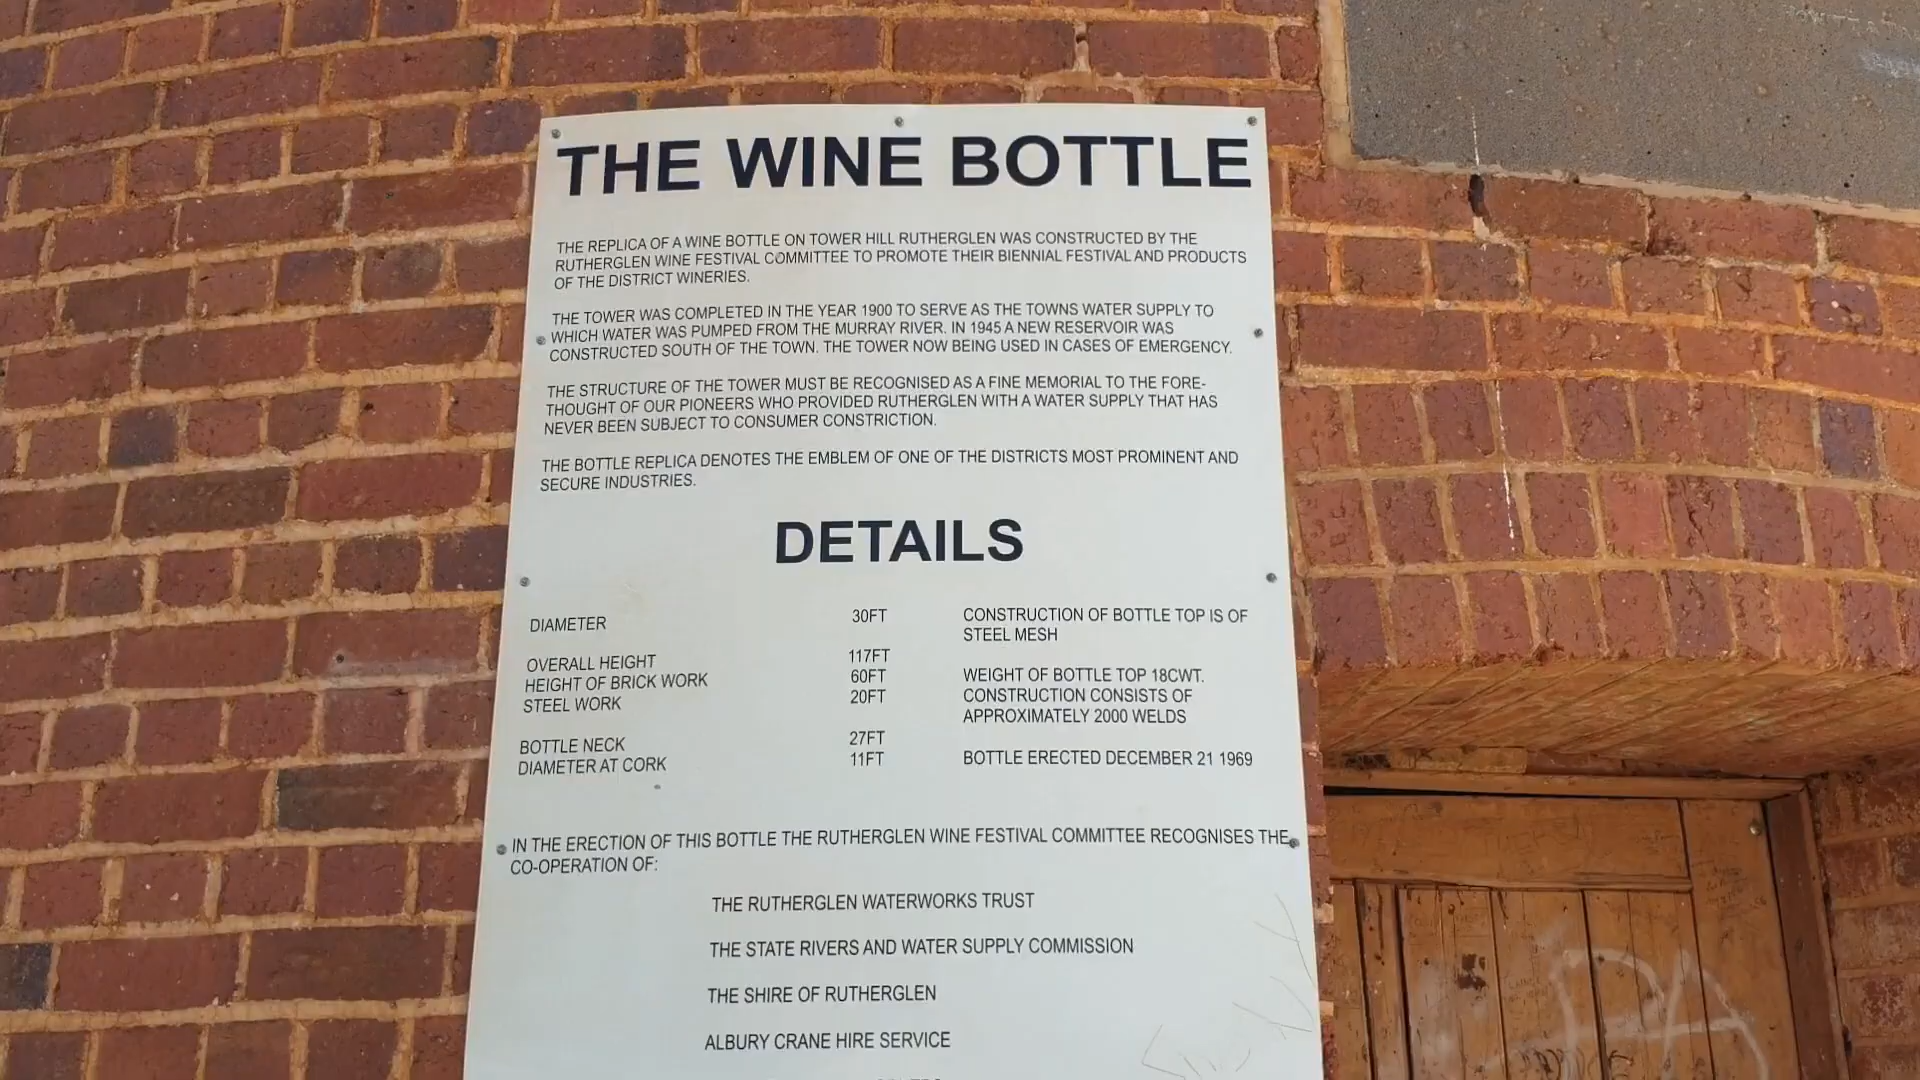 THE WINE BOTTLE
THE REPLICA OF A WINE BOTTLE ON TOWER HILL RUTHERGLEN WAS CONSTRUCTED BY THE
RUTHERGLEN WINE FESTIVAL COMMITTEE TO PROMOTE THEIR BIENNIAL FESTIVAL AND PRODUCTS
OF THE DISTRICT WINERIES.
THE TOWER WAS COMPLETED IN THE YEAR 1900 TO SERVE AS THE TOWNS WATER SUPPLY TO
WHICH WATER WAS PUMPED FROM THE MURRAY RIVER. IN 1945 A NEW RESERVOIR WAS
CONSTRUCTED SOUTH OF THE TOWN. THE TOWER NOW BEING USED IN CASES OF EMERGENCY.
THE STRUCTURE OF THE TOWER MUST BE RECOGNISED AS A FINE MEMORIAL TO THE FORE-
THOUGHT OF OUR PIONEERS WHO PROVIDED RUTHERGLEN WITH A WATER SUPPLY THAT HAS
NEVER BEEN SUBJECT TO CONSUMER CONSTRICTION.
THE BOTTLE REPLICA DENOTES THE EMBLEM OF ONE OF THE DISTRICTS MOST PROMINENT AND
SECURE INDUSTRIES.
DETAILS
DIAMETER 30FT
OVERALL HEIGHT 117FT
HEIGHT OF BRICK WORK 60FT
STEEL WORK 20FT
BOTTLE NECK 27FT
DIAMETER AT CORK 11FT
CONSTRUCTION OF BOTTLE TOP IS OF
STEEL MESH
WEIGHT OF BOTTLE TOP 18CWT.
CONSTRUCTION CONSISTS OF
APPROXIMATELY 2000 WELDS
BOTTLE ERECTED DECEMBER 21 1969
IN THE ERECTION OF THIS BOTTLE THE RUTHERGLEN WINE FESTIVAL COMMITTEE RECOGNISES THE
CO-OPERATION OF:
THE RUTHERGLEN WATERWORKS TRUST
THE STATE RIVERS AND WATER SUPPLY COMMISSION
THE SHIRE OF RUTHERGLEN
ALBURY CRANE HIRE SERVICE